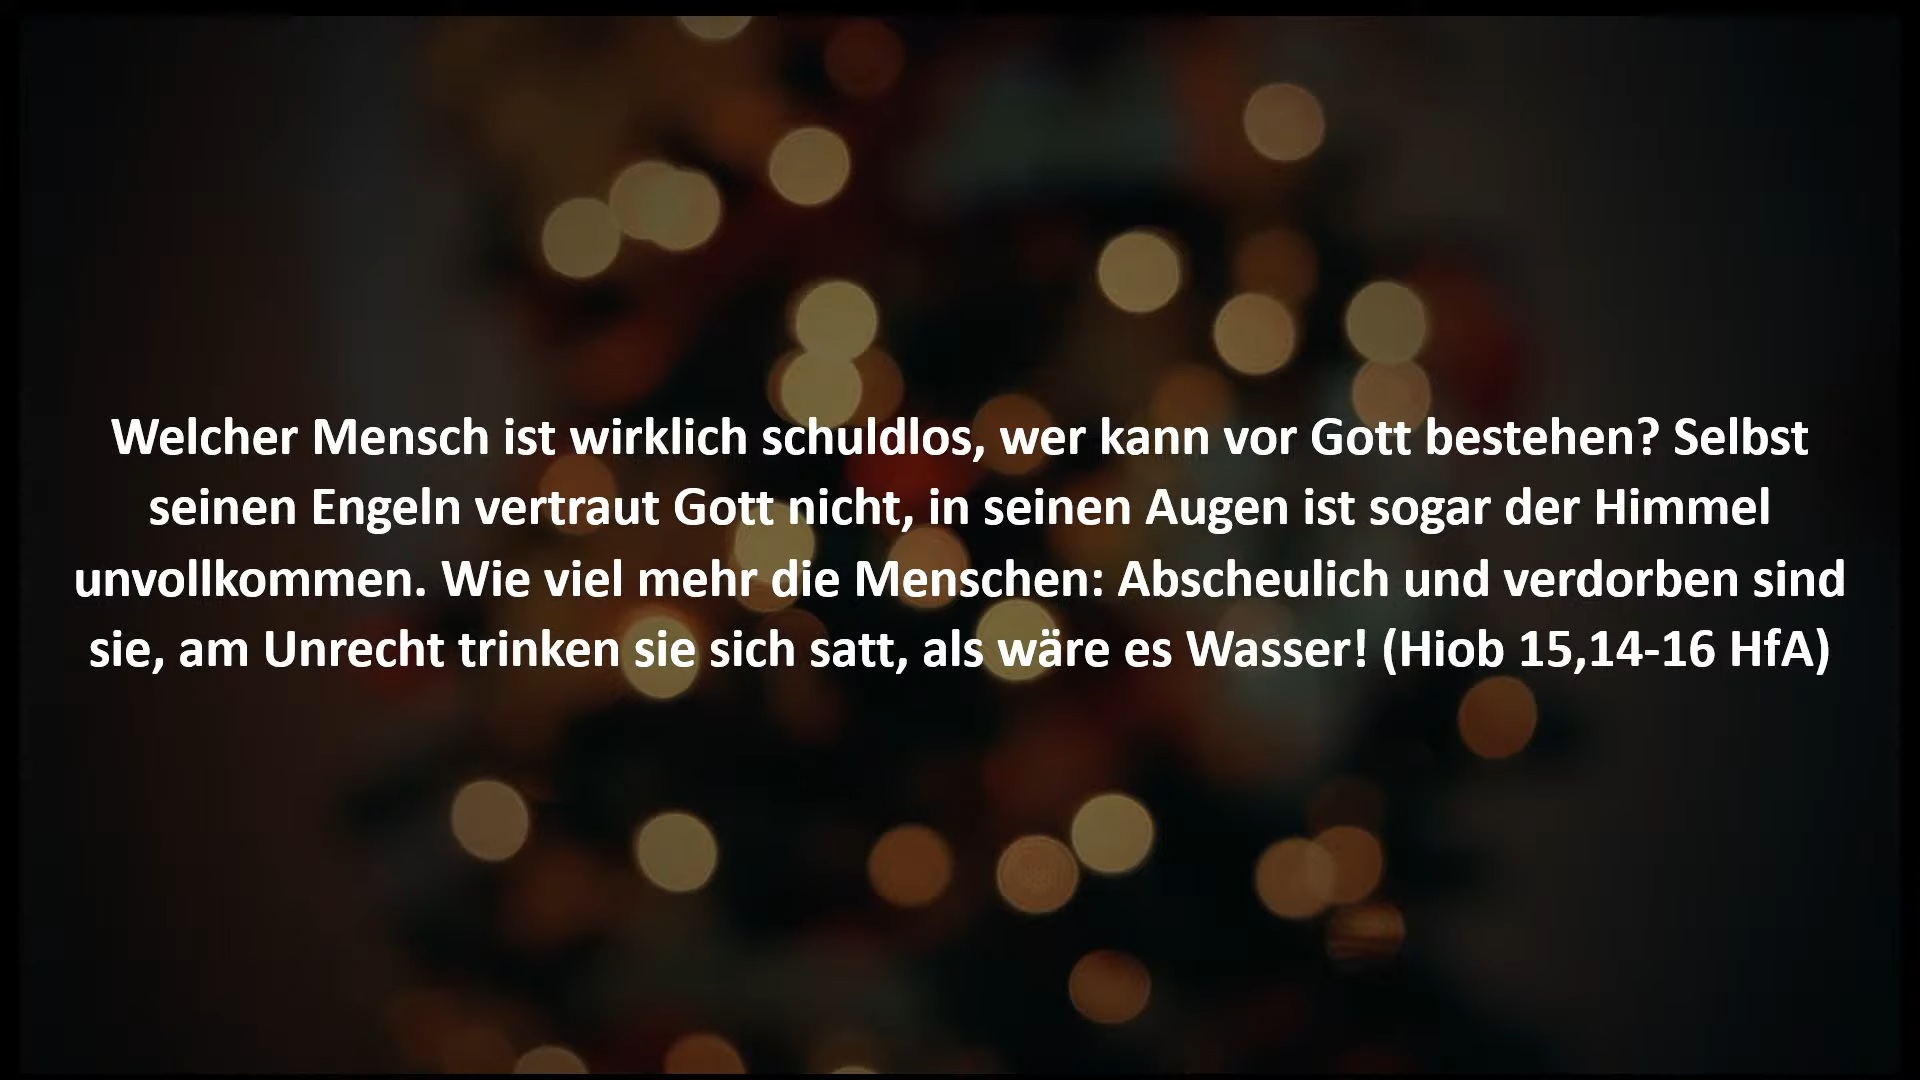 Welcher Mensch ist wirklich schuldlos, wer kann vor Gott bestehen? Selbst
seinen Engeln vertraut Gott nicht, in seinen Augen ist sogar der Himmel
unvollkommen. Wie viel mehr die Menschen: Abscheulich und verdorben sind
sie, am Unrecht trinken sie sich satt, als wäre es Wasser! (Hiob 15,14-16 HfA)